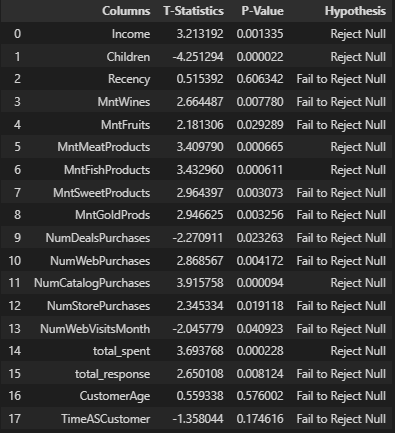 Columns T-Statistics P-Value Hypothesis
0 Income 3.213192 0.001335 Reject Null
1 Children -4.251294 0.000022 Reject Null
2 Recency 0.515392 0.606342 Fail to Reject Null
3 MntWines 2.664487 0.007780 Fail to Reject Null
4 MntFruits 2.181306 0.029289 Fail to Reject Null
5 MntMeatProducts 3.409790 0.000665 Reject Null
6 MntFishProducts 3.432960 0.000611 Reject Null
7 MntSweetProducts 2.964397 0.003073 Fail to Reject Null
8 MntGoldProds 2.946625 0.003256 Fail to Reject Null
9 NumDealsPurchases -2.270911 0.023263 Fail to Reject Null
10 NumWebPurchases 2.868567 0.004172 Fail to Reject Null
11 NumCatalogPurchases 3.915758 0.000094 Reject Null
12 NumStorePurchases 2.345334 0.019118 Fail to Reject Null
13 NumWebVisitsMonth -2.045779 0.040923 Fail to Reject Null
14 total_spent 3.693768 0.000228 Reject Null
15 total_response 2.650108 0.008124 Fail to Reject Null
16 CustomerAge 0.559338 0.576002 Fail to Reject Null
17 TimeASCustomer -1.358044 0.174616 Fail to Reject Null